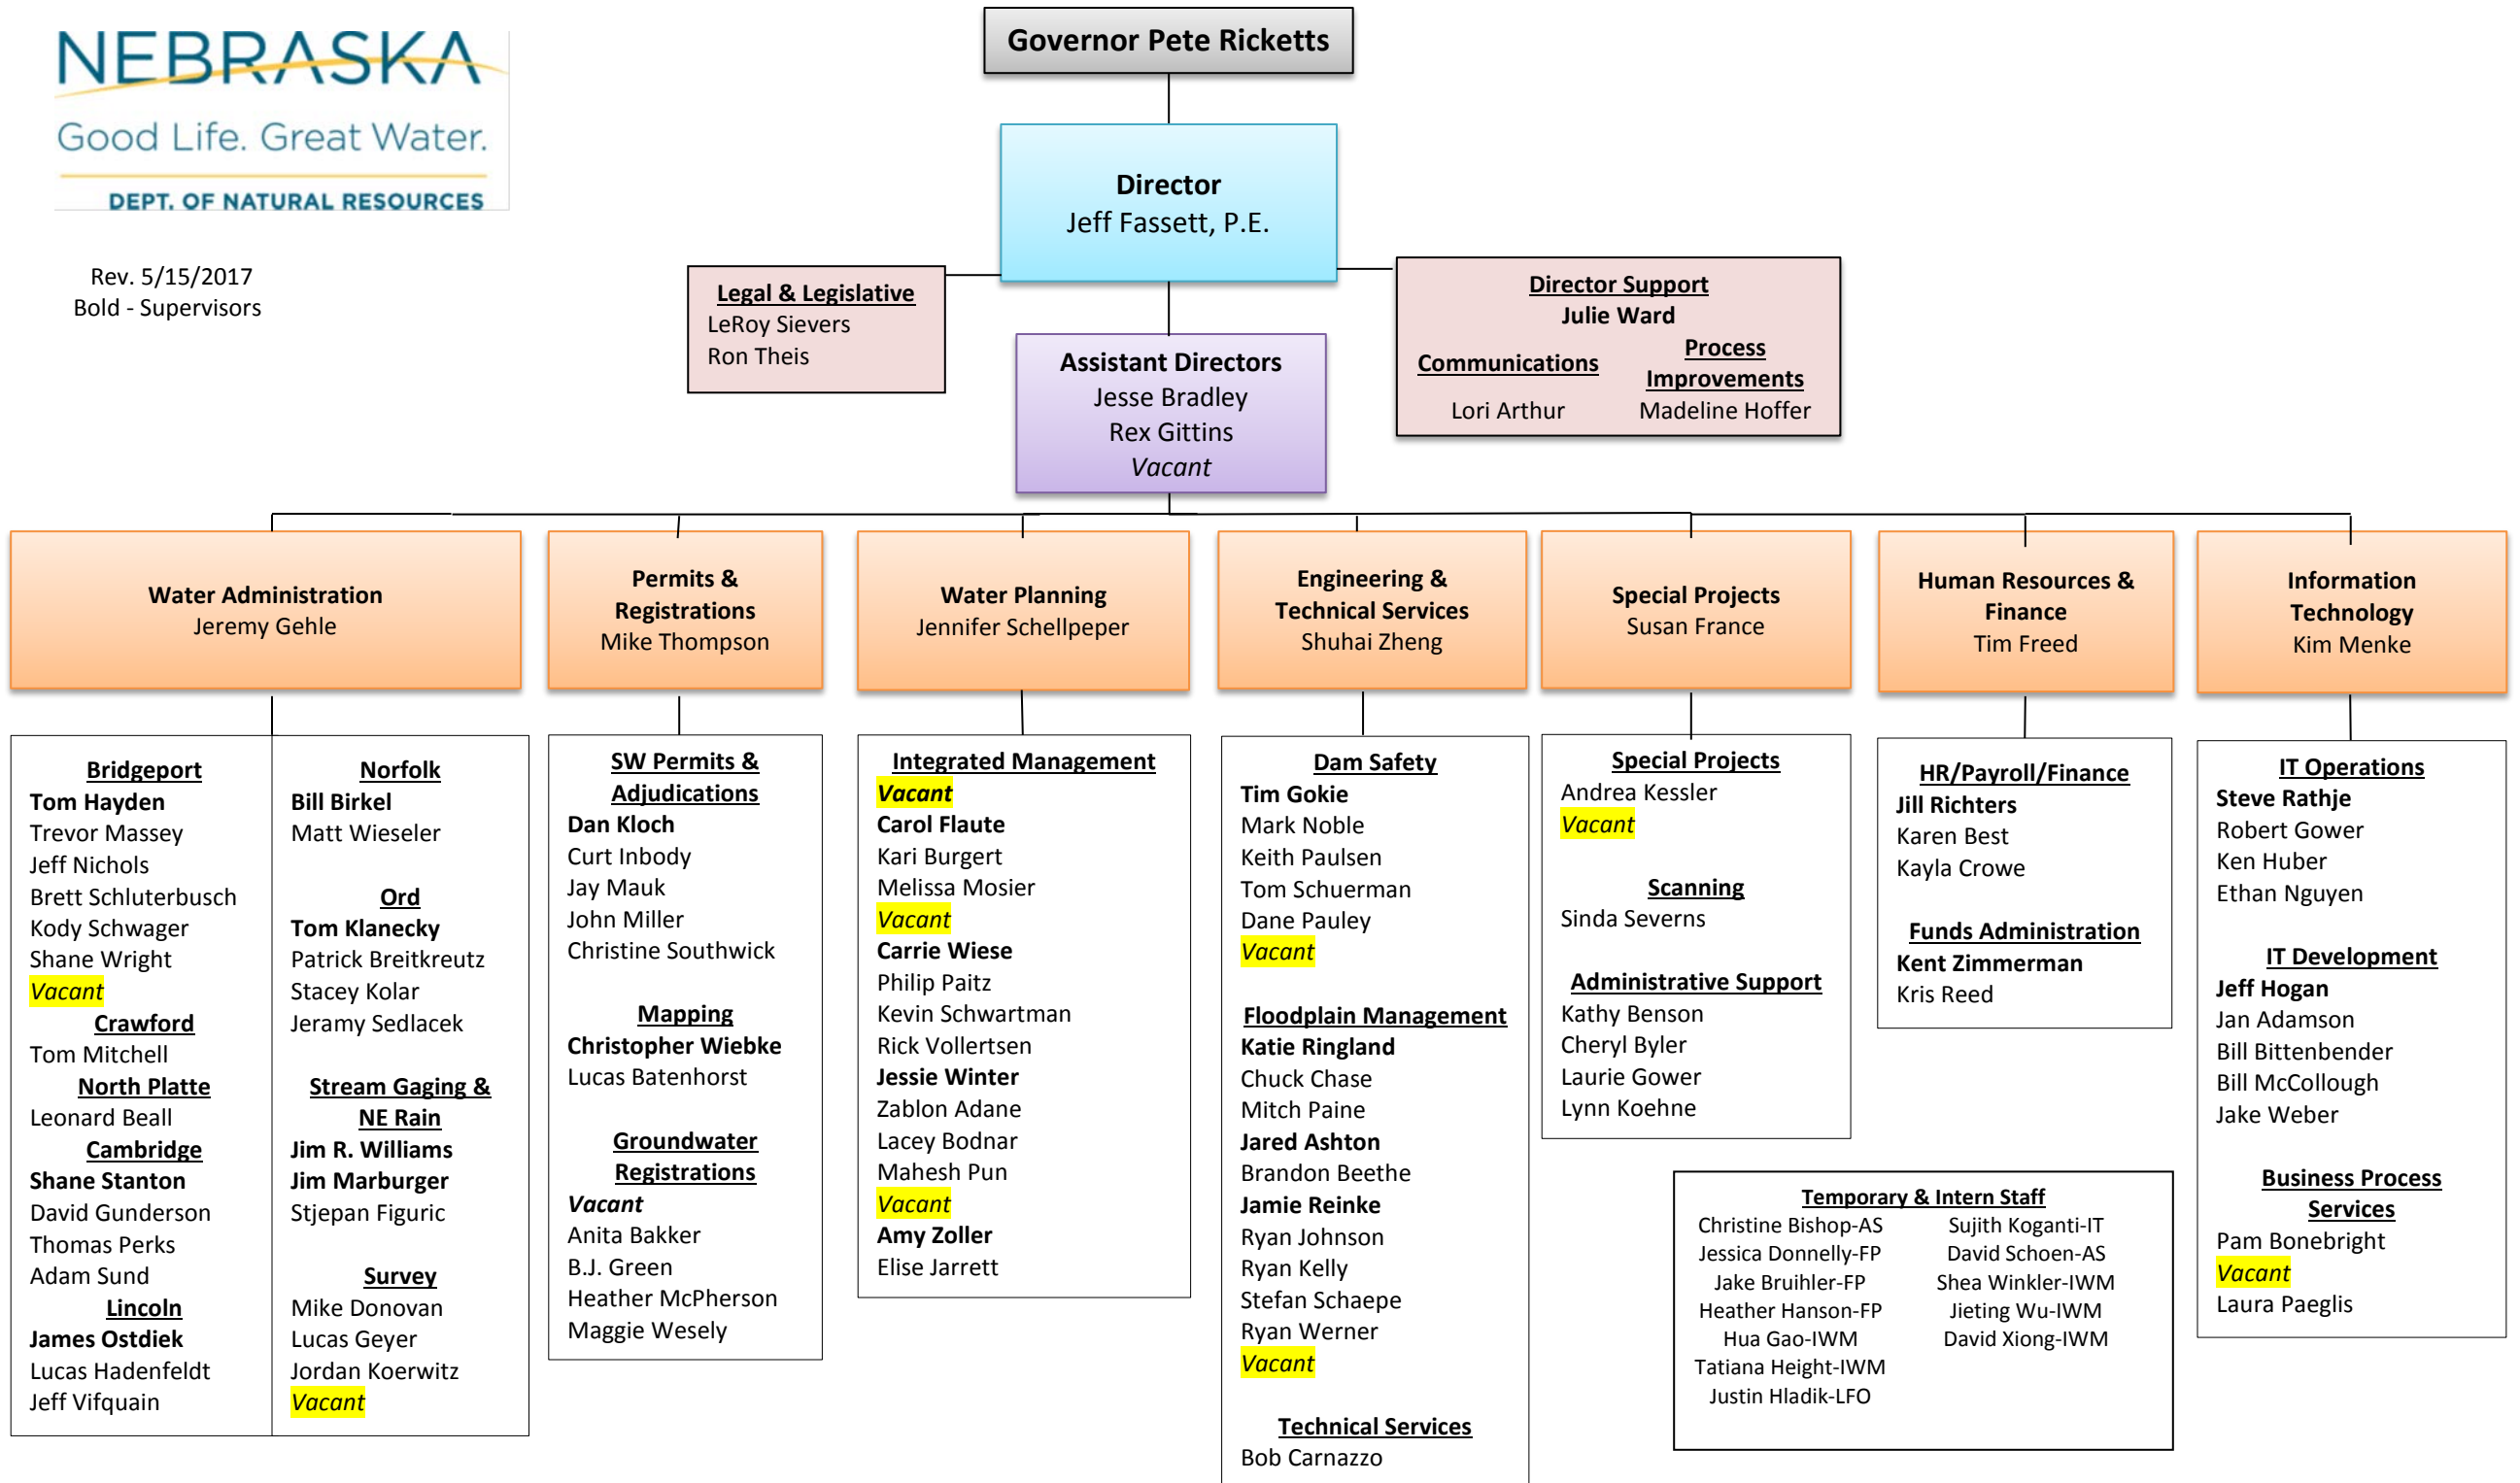 NEBRASKA
Good Life. Great Water.
DEPT. OF NATURAL RESOURCES
Rev. 5/15/2017
Bold - Supervisors
Governor Pete Ricketts
Director
Jeff Fassett, P.E.
Legal & Legislative
LeRoy Sievers
Ron Theis
Director Support
Julie Ward
Communications
Lori Arthur
Process
Improvements
Madeline Hoffer
Assistant Directors
Jesse Bradley
Rex Gittins
Vacant
Water Administration
Jeremy Gehle
Permits &
Registrations
Mike Thompson
Water Planning
Jennifer Schellpeper
Engineering &
Technical Services
Shuhai Zheng
Special Projects
Susan France
Human Resources &
Finance
Tim Freed
Information
Technology
Kim Menke
Bridgeport
Tom Hayden
Trevor Massey
Jeff Nichols
Brett Schluterbusch
Kody Schwager
Shane Wright
Vacant
Crawford
Tom Mitchell
North Platte
Leonard Beall
Cambridge
Shane Stanton
David Gunderson
Thomas Perks
Adam Sund
Lincoln
James Ostdiek
Lucas Hadenfeldt
Jeff Vifquain
Norfolk
Bill Birkel
Matt Wieseler
Ord
Tom Klanecky
Patrick Breitkreutz
Stacey Kolar
Jeramy Sedlacek
Stream Gaging &
NE Rain
Jim R. Williams
Jim Marburger
Stjepan Figuric
Survey
Mike Donovan
Lucas Geyer
Jordan Koerwitz
Vacant
SW Permits &
Adjudications
Dan Kloch
Curt Inbody
Jay Mauk
John Miller
Christine Southwick
Mapping
Christopher Wiebke
Lucas Batenhorst
Groundwater
Registrations
Vacant
Anita Bakker
B.J. Green
Heather McPherson
Maggie Wesely
Integrated Management
Vacant
Carol Flaute
Kari Burgert
Melissa Mosier
Vacant
Carrie Wiese
Philip Paitz
Kevin Schwartman
Rick Vollertsen
Jessie Winter
Zablon Adane
Lacey Bodnar
Mahesh Pun
Vacant
Amy Zoller
Elise Jarrett
Dam Safety
Tim Gokie
Mark Noble
Keith Paulsen
Tom Schuerman
Dane Pauley
Vacant
Floodplain Management
Katie Ringland
Chuck Chase
Mitch Paine
Jared Ashton
Brandon Beethe
Jamie Reinke
Ryan Johnson
Ryan Kelly
Stefan Schaepe
Ryan Werner
Vacant
Technical Services
Bob Carnazzo
Special Projects
Andrea Kessler
Vacant
Scanning
Sinda Severns
Administrative Support
Kathy Benson
Cheryl Byler
Laurie Gower
Lynn Koehne
HR/Payroll/Finance
Jill Richters
Karen Best
Kayla Crowe
Funds Administration
Kent Zimmerman
Kris Reed
IT Operations
Steve Rathje
Robert Gower
Ken Huber
Ethan Nguyen
IT Development
Jeff Hogan
Jan Adamson
Bill Bittenbender
Bill McCollough
Jake Weber
Business Process
Services
Pam Bonebright
Vacant
Laura Paeglis
Temporary & Intern Staff
Christine Bishop-AS
Jessica Donnelly-FP
Jake Bruihler-FP
Heather Hanson-FP
Hua Gao-IWM
Tatiana Height-IWM
Justin Hladik-LFO
Sujith Koganti-IT
David Schoen-AS
Shea Winkler-IWM
Jieting Wu-IWM
David Xiong-IWM